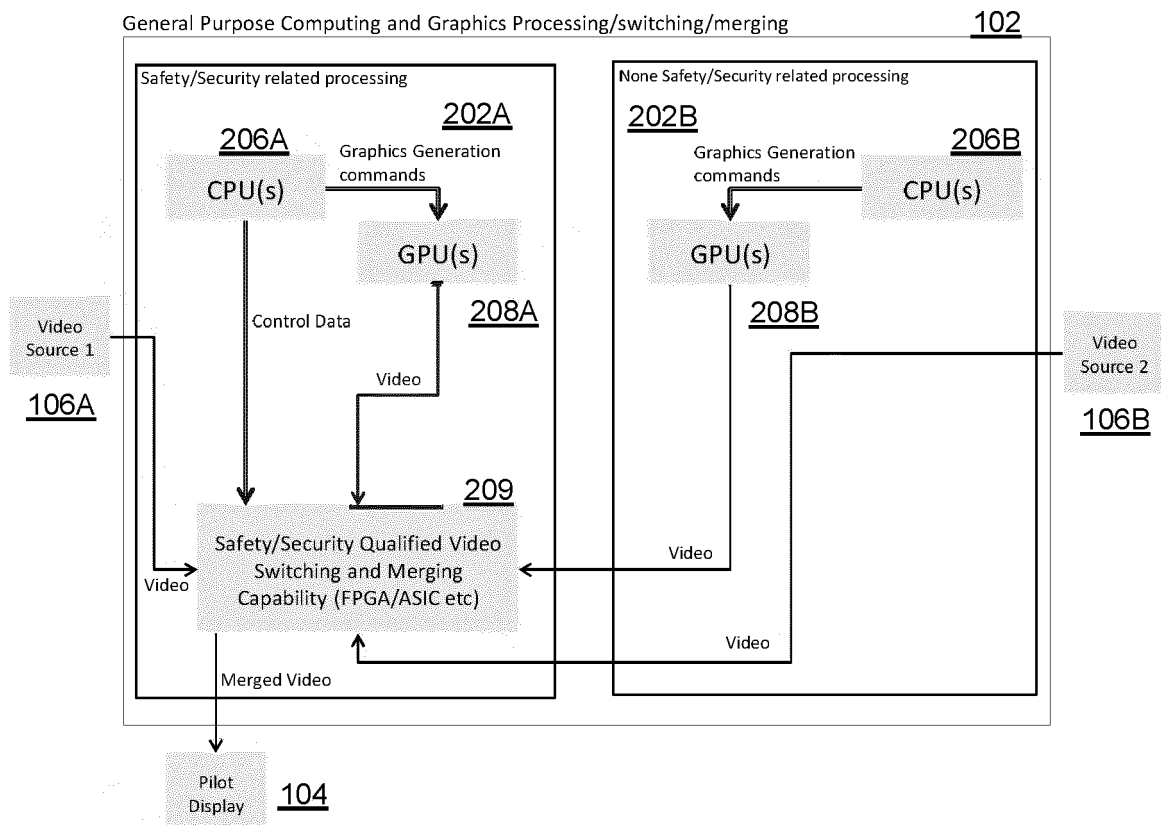 General Purpose Computing and Graphics Processing/switching/merging
102
Safety/Security related processing
None Safety/Security related processing
202A
202B
206A
206B
Graphics Generation
commands
Graphics Generation
commands
CPU(s)
CPU(s)
GPU(s)
GPU(s)
208A
208B
Video
Source 1
Control Data
Video
Source 2
Video
106A
106B
209
Safety/Security Qualified Video
Switching and Merging
Capability (FPGA/ASIC etc)
Video
Video
Video
Merged Video
Pilot
Display
104